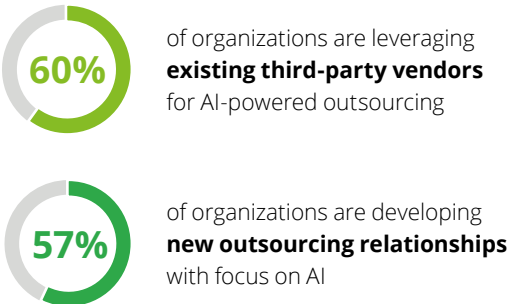 60%
of organizations are leveraging
existing third-party vendors
for AI-powered outsourcing
57%
of organizations are developing
new outsourcing relationships
with focus on AI